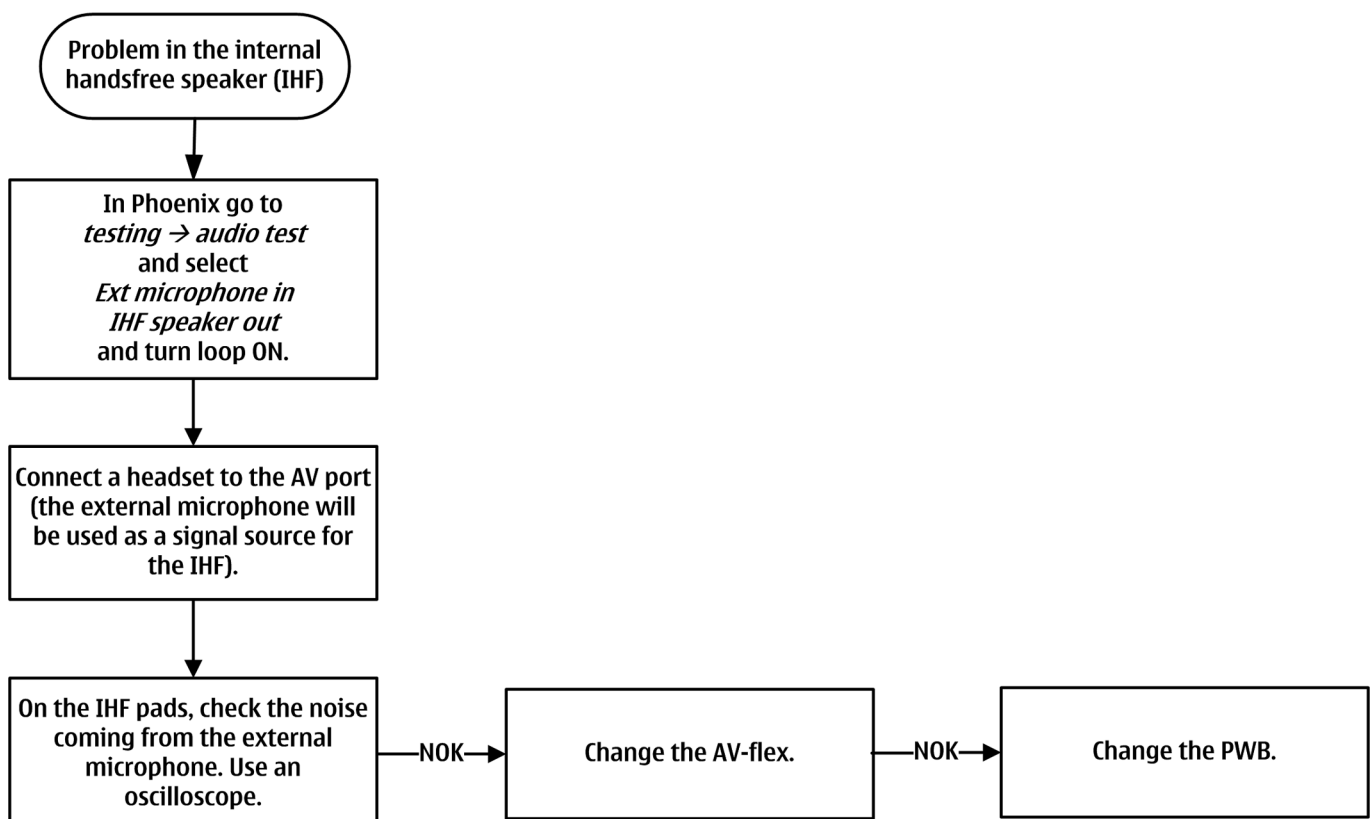 Problem in the internal
handsfree speaker (IHF)
In Phoenix go to
testing → audio test
and select
Ext microphone in
IHF speaker out
and turn loop ON.
Connect a headset to the AV port
(the external microphone will
be used as a signal source for
the IHF).
On the IHF pads, check the noise
coming from the external
microphone. Use an
oscilloscope.
NOK
Change the AV-flex.
NOK
Change the PWB.